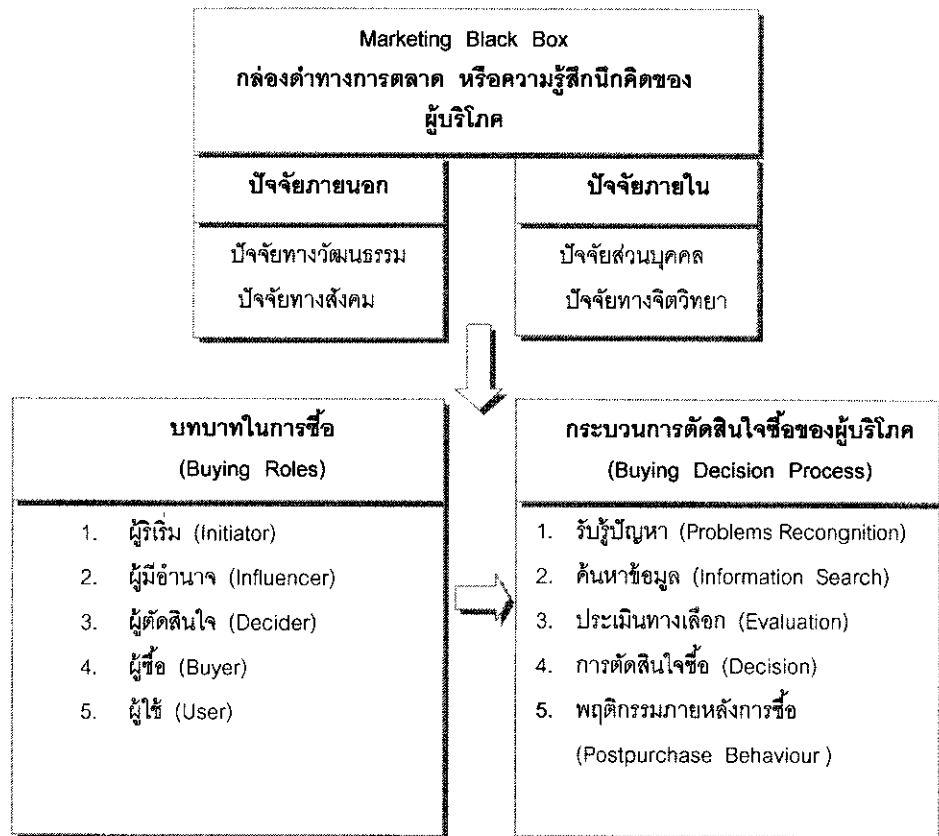 Marketing Black Box
กล่องดำทางการตลาด หรือความรู้สึกนึกคิดของ
ผู้บริโภค
ปัจจัยภายนอก
ปัจจัยทางวัฒนธรรม
ปัจจัยทางสังคม
ปัจจัยภายใน
ปัจจัยส่วนบุคคล
ปัจจัยทางจิตวิทยา
บทบาทในการซื้อ
(Buying Roles)
1. ผู้ริเริ่ม (Initiator)
2. ผู้มีอำนาจ (Influencer)
3. ผู้ตัดสินใจ (Decider)
4. ผู้ซื้อ (Buyer)
5. ผู้ใช้ (User)
กระบวนการตัดสินใจซื้อของผู้บริโภค
(Buying Decision Process)
1. รับรู้ปัญหา (Problems Recongnition)
2. ค้นหาข้อมูล (Information Search)
3. ประเมินทางเลือก (Evaluation)
4. การตัดสินใจซื้อ (Decision)
5. พฤติกรรมภายหลังการซื้อ
(Postpurchase Behaviour )